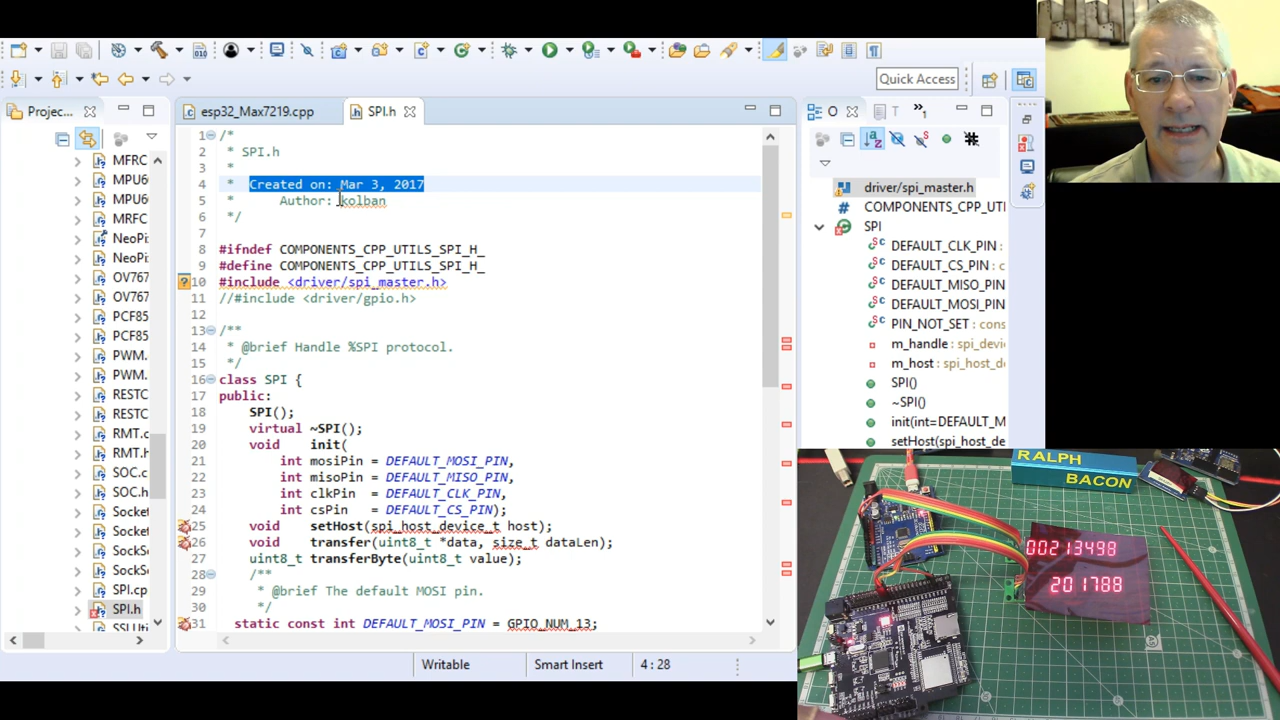 Quick Access
Projec...
esp32_Max7219.cpp
SPI.h
T
»1
MFRC
MPU6
MPU6
MRFC
NeoPi
NeoPi
OV767
OV767
PCF85
PCF85
PWM.
PWM.
RESTC
RESTC
RMT.c
RMT.h
SOC.c
SOC.h
Socket
Socket
SockS
SockS
SPI.cp
SPI.h
1 /*
2 * SPI.h
3 *
4 * Created on: Mar 3, 2017
5 * Author: kolban
6 */
7
8 #ifndef COMPONENTS_CPP_UTILS_SPI_H_
9 #define COMPONENTS_CPP_UTILS_SPI_H_
10 #include <driver/spi_master.h>
11 //#include <driver/gpio.h>
12
13 /**
14 * @brief Handle %SPI protocol.
15 */
16 class SPI {
17 public:
18 SPI();
19 virtual ~SPI();
20 void init(
21 int mosiPin = DEFAULT_MOSI_PIN,
22 int misoPin = DEFAULT_MISO_PIN,
23 int clkPin = DEFAULT_CLK_PIN,
24 int csPin = DEFAULT_CS_PIN);
25 void setHost(spi_host_device_t host);
26 void transfer(uint8_t *data, size_t dataLen);
27 uint8_t transferByte(uint8_t value);
28 /**
29 * @brief The default MOSI pin.
30 */
31 static const int DEFAULT_MOSI_PIN = GPIO_NUM_13;
driver/spi_master.h
COMPONENTS_CPP_UTI
SPI
DEFAULT_CLK_PIN :
DEFAULT_CS_PIN : c
DEFAULT_MISO_PIN
DEFAULT_MOSI_PIN
PIN_NOT_SET : cons
m_handle : spi_devic
m_host : spi_host_d
SPI()
~SPI()
init(int=DEFAULT_M
setHost(spi_host_de
Writable
Smart Insert
4 : 28
RALPH
BACON
00213498
201788
A5